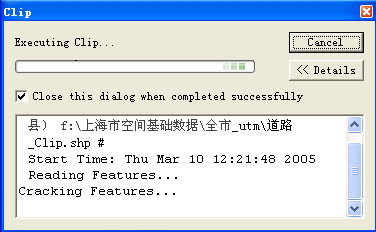 Clip
Executing Clip...
Cancel
<< Details
Close this dialog when completed successfully
县） f:\上海市空间基础数据\全市_utm\道路
_Clip.shp #
Start Time: Thu Mar 10 12:21:48 2005
Reading Features...
Cracking Features...